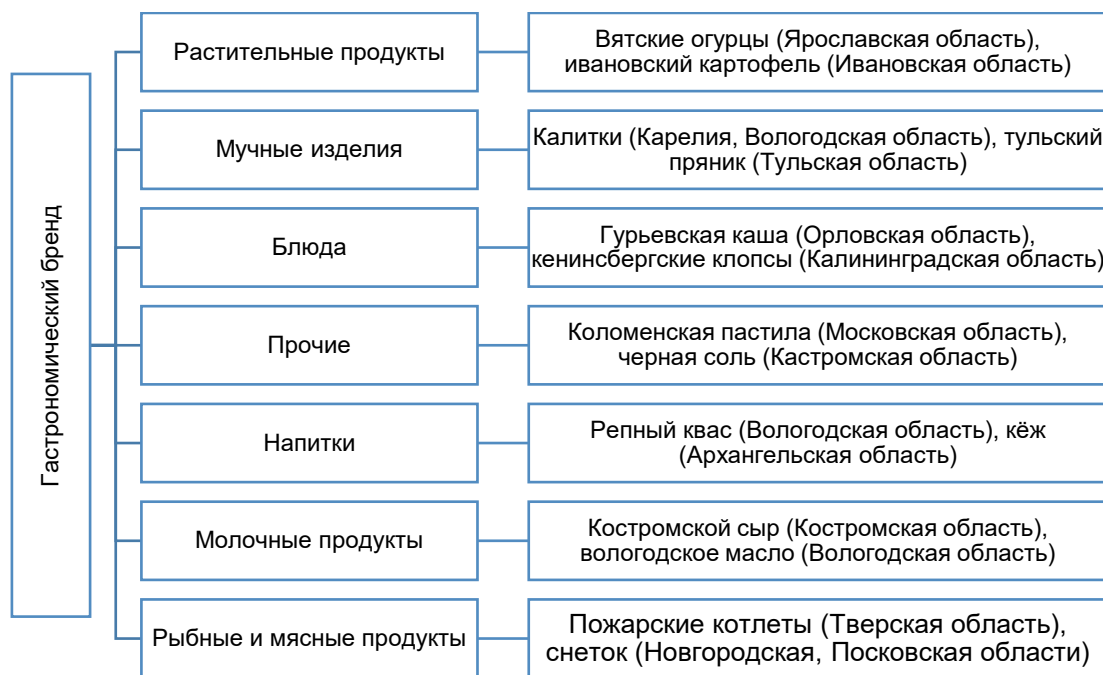 Гастрономический бренд
Растительные продукты
Вятские огурцы (Ярославская область),
ивановский картофель (Ивановская область)
Мучные изделия
Калитки (Карелия, Вологодская область), тульский
пряник (Тульская область)
Блюда
Гурьевская каша (Орловская область),
кенинсбергские клопсы (Калининградская область)
Прочие
Коломенская пастила (Московская область),
черная соль (Кастромская область)
Напитки
Репный квас (Вологодская область), кёж
(Архангельская область)
Молочные продукты
Костромской сыр (Костромская область),
вологодское масло (Вологодская область)
Рыбные и мясные продукты
Пожарские котлеты (Тверская область),
снеток (Новгородская, Посковская области)